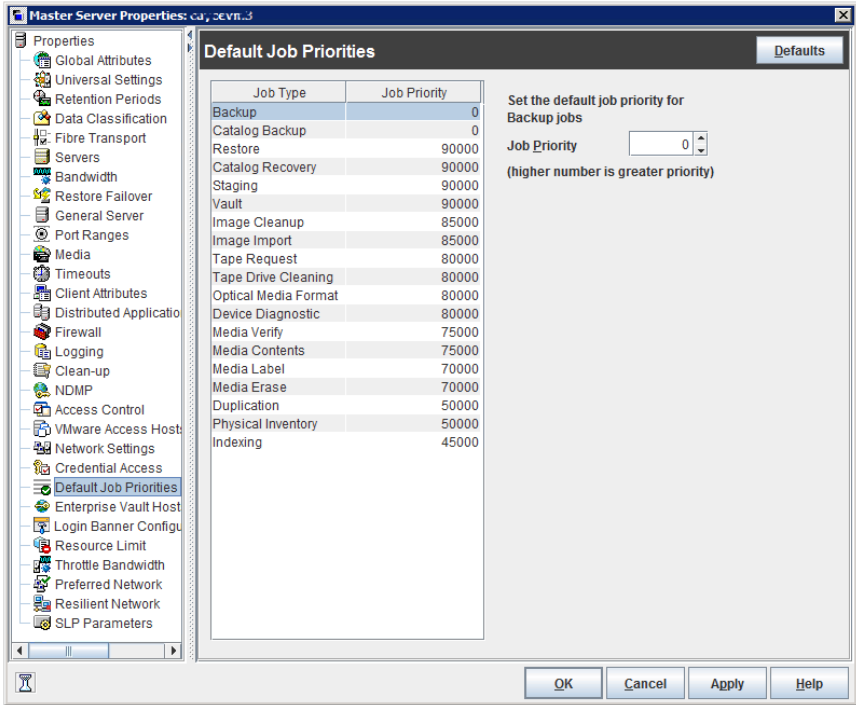 Master Server Properties:
Properties
Global Attributes
Universal Settings
Retention Periods
Data Classification
Fibre Transport
Servers
Bandwidth
Restore Failover
General Server
Port Ranges
Media
Timeouts
Client Attributes
Distributed Applicatio
Firewall
Logging
Clean-up
NDMP
Access Control
VMware Access Hosts
Network Settings
Credential Access
Default Job Priorities
Enterprise Vault Host
Login Banner Configu
Resource Limit
Throttle Bandwidth
Preferred Network
Resilient Network
SLP Parameters
Default Job Priorities
Defaults
Job Type Job Priority
Backup 0
Catalog Backup 0
Restore 90000
Catalog Recovery 90000
Staging 90000
Vault 90000
Image Cleanup 85000
Image Import 85000
Tape Request 80000
Tape Drive Cleaning 80000
Optical Media Format 80000
Device Diagnostic 80000
Media Verify 75000
Media Contents 75000
Media Label 70000
Media Erase 70000
Duplication 50000
Physical Inventory 50000
Indexing 45000
Set the default job priority for
Backup jobs
Job Priority 0
(higher number is greater priority)
OK Cancel Apply Help